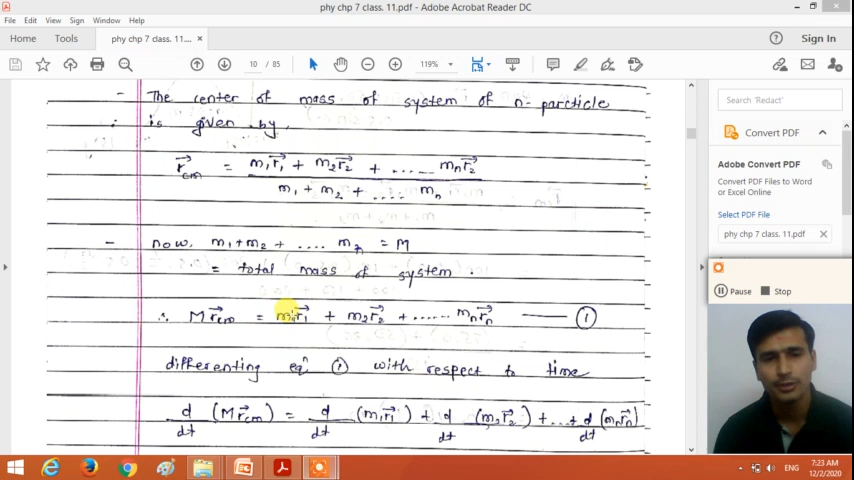 phy chp 7 class. 11.pdf - Adobe Acrobat Reader DC
File Edit View Sign Window Help
Home Tools phy chp 7 class. 11.... × Sign In
10 / 85 119%
- The center of mass of system of n-particle
∴ is given by,
r⃗cm = m₁r⃗₁ + m₂r⃗₂ + ..... mₙr⃗₂
m₁ + m₂ + .... mₙ
- now, m₁+m₂ + .... mₙ = M
= total mass of system.
∴ M r⃗cm = m₁r⃗₁ + m₂r⃗₂ + ...... mₙr⃗ₙ —— ①
differenting eqⁿ ① with respect to time
d/dt (M r⃗cm) = d/dt (m₁r⃗₁) + d/dt (m₂r⃗₂) + ... + d/dt (mₙr⃗ₙ)
Search 'Redact'
Convert PDF
Adobe Convert PDF
Convert PDF Files to Word
or Excel Online
Select PDF File
phy chp 7 class. 11.pdf ×
Pause Stop
ENG
7:23 AM
12/2/2020